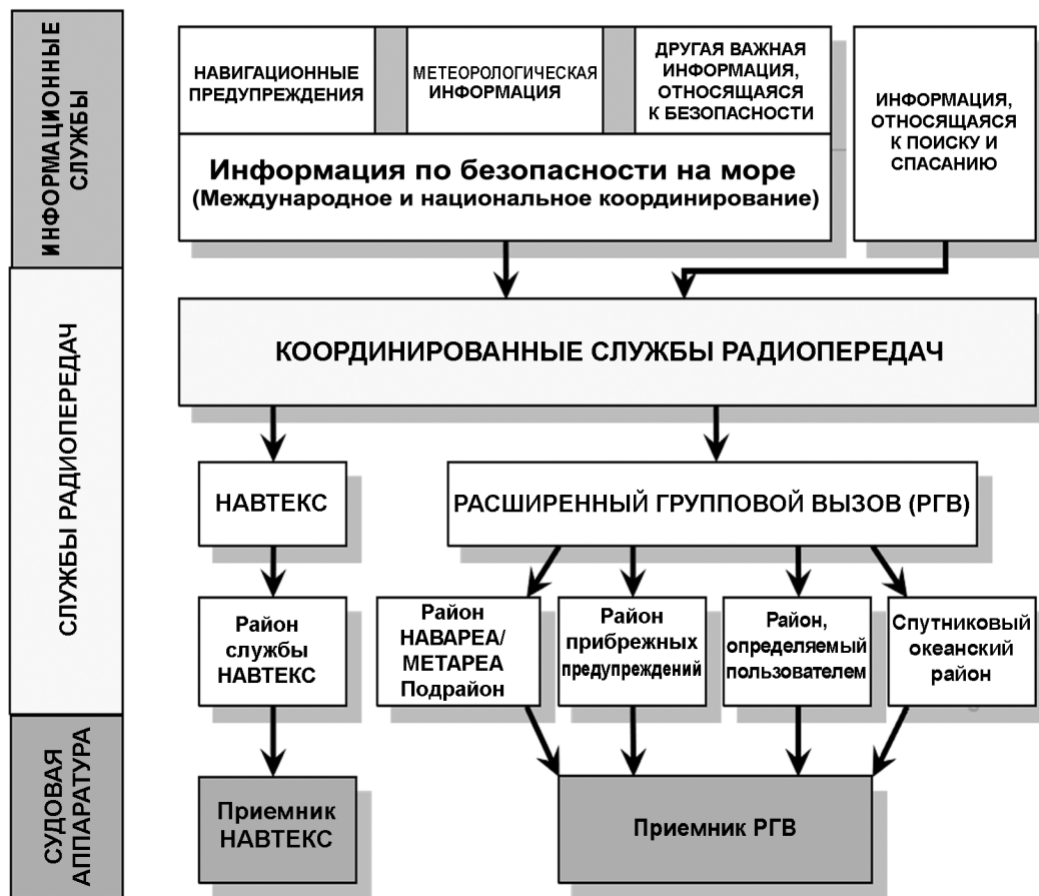 ИНФОРМАЦИОННЫЕ
СЛУЖБЫ
НАВИГАЦИОННЫЕ
ПРЕДУПРЕЖДЕНИЯ
МЕТЕОРОЛОГИЧЕСКАЯ
ИНФОРМАЦИЯ
ДРУГАЯ ВАЖНАЯ
ИНФОРМАЦИЯ,
ОТНОСЯЩАЯСЯ
К БЕЗОПАСНОСТИ
Информация по безопасности на море
(Международное и национальное координирование)
ИНФОРМАЦИЯ,
ОТНОСЯЩАЯСЯ
К ПОИСКУ И
СПАСАНИЮ
СЛУЖБЫ РАДИОПЕРЕДАЧ
КООРДИНИРОВАННЫЕ СЛУЖБЫ РАДИОПЕРЕДАЧ
НАВТЕКС
РАСШИРЕННЫЙ ГРУППОВОЙ ВЫЗОВ (РГВ)
Район
службы
НАВТЕКС
Район
НАВАРЕА/
МЕТАРЕА
Подрайон
Район
прибрежных
предупреждений
Район,
определяемый
пользователем
Спутниковый
океанский
район
СУДОВАЯ
АППАРАТУРА
Приемник
НАВТЕКС
Приемник РГВ